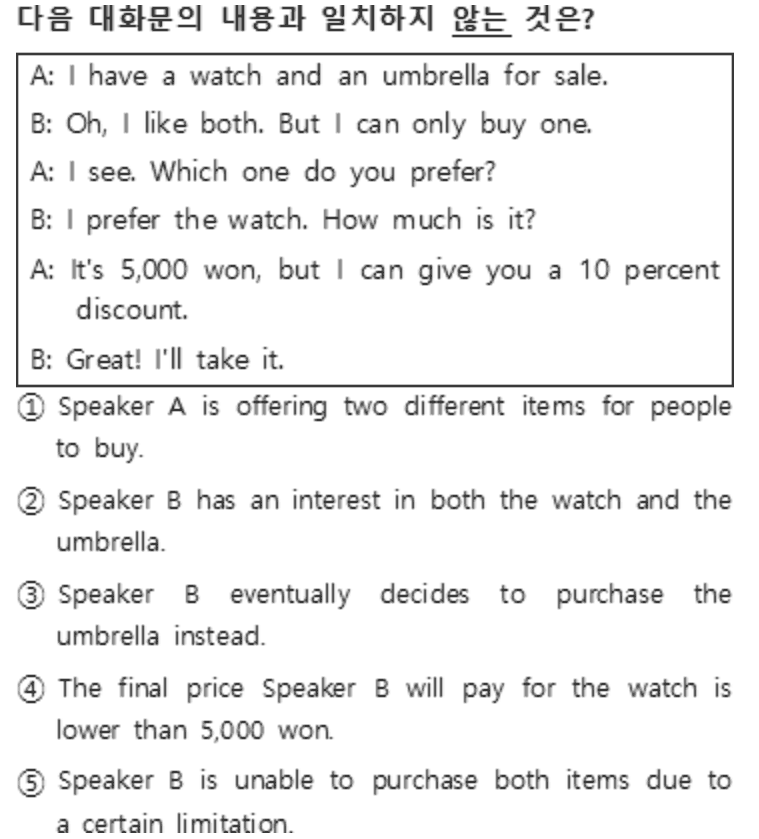 다음 대화문의 내용과 일치하지 않는 것은?
A: I have a watch and an umbrella for sale.
B: Oh, I like both. But I can only buy one.
A: I see. Which one do you prefer?
B: I prefer the watch. How much is it?
A: It's 5,000 won, but I can give you a 10 percent
discount.
B: Great! I'll take it.
① Speaker A is offering two different items for people
to buy.
② Speaker B has an interest in both the watch and the
umbrella.
③ Speaker B eventually decides to purchase the
umbrella instead.
④ The final price Speaker B will pay for the watch is
lower than 5,000 won.
⑤ Speaker B is unable to purchase both items due to
a certain limitation.